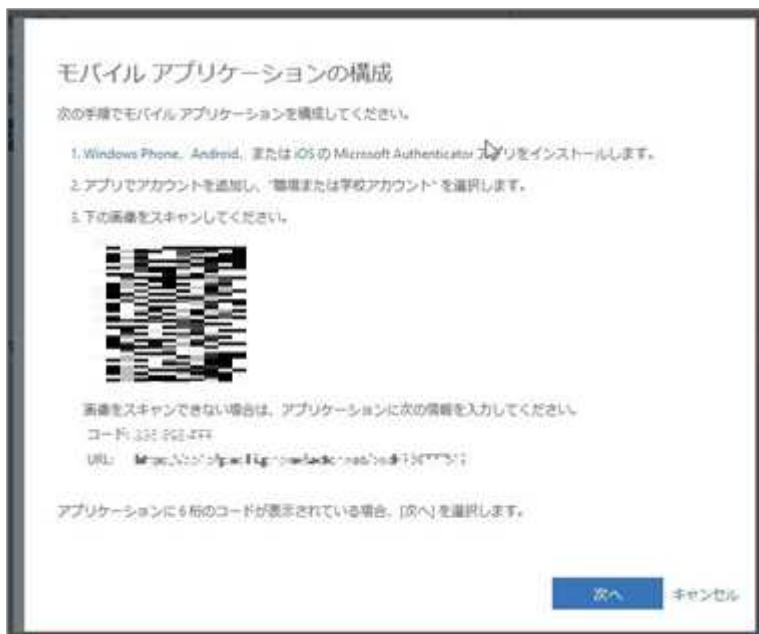 モバイル アプリケーションの構成
次の手順でモバイル アプリケーションを構成してください。
1. Windows Phone、Android、または iOS の Microsoft Authenticator アプリをインストールします。
2. アプリでアカウントを追加し、"職場または学校アカウント" を選択します。
3. 下の画像をスキャンしてください。
画像をスキャンできない場合は、アプリケーションに次の情報を入力してください。
コード:
URL:
アプリケーションに 6 桁のコードが表示されている場合、[次へ] を選択します。
次へ キャンセル